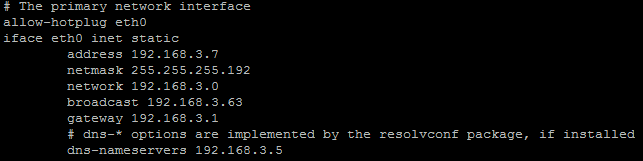 # The primary network interface
allow-hotplug eth0
iface eth0 inet static
        address 192.168.3.7
        netmask 255.255.255.192
        network 192.168.3.0
        broadcast 192.168.3.63
        gateway 192.168.3.1
        # dns-* options are implemented by the resolvconf package, if installed
        dns-nameservers 192.168.3.5